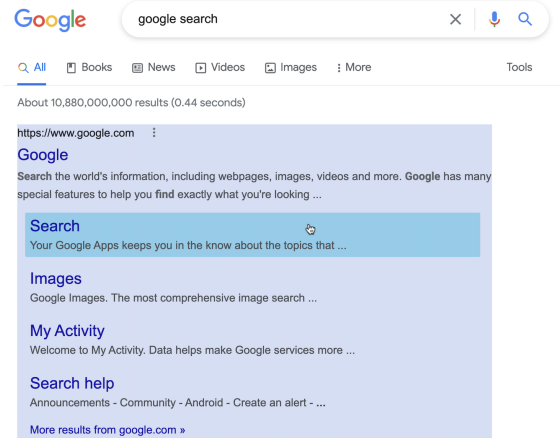 Google
google search
All
Books
News
Videos
Images
More
Tools
About 10,880,000,000 results (0.44 seconds)
https://www.google.com
Google
Search the world's information, including webpages, images, videos and more. Google has many
special features to help you find exactly what you're looking ...
Search
Your Google Apps keeps you in the know about the topics that ...
Images
Google Images. The most comprehensive image search ...
My Activity
Welcome to My Activity. Data helps make Google services more ...
Search help
Announcements - Community - Android - Create an alert - ...
More results from google.com »